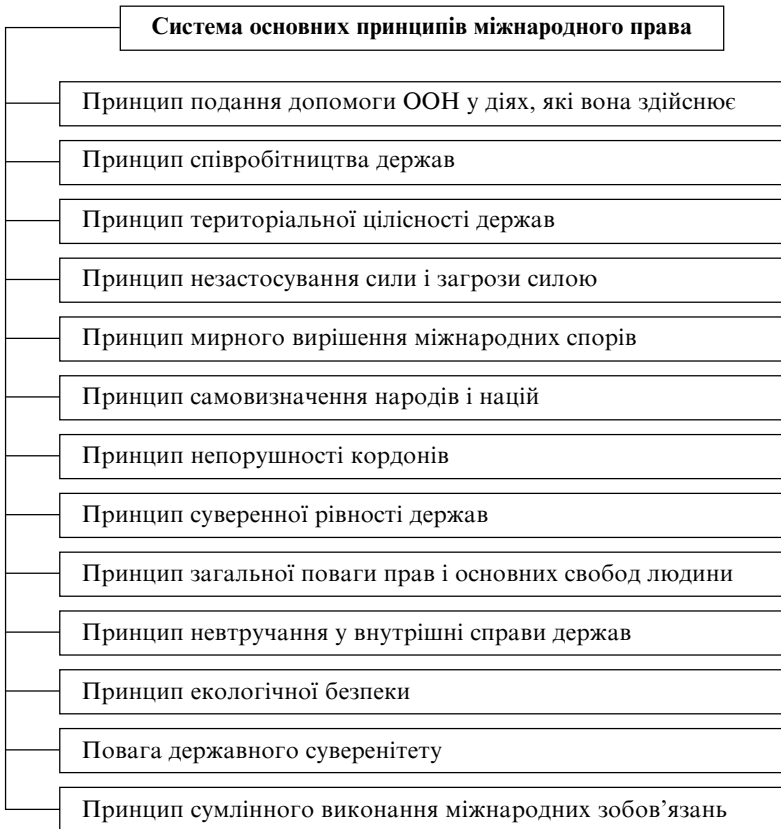 Система основних принципів міжнародного права
Принцип подання допомоги ООН у діях, які вона здійснює
Принцип співробітництва держав
Принцип територіальної цілісності держав
Принцип незастосування сили і загрози силою
Принцип мирного вирішення міжнародних спорів
Принцип самовизначення народів і націй
Принцип непорушності кордонів
Принцип суверенної рівності держав
Принцип загальної поваги прав і основних свобод людини
Принцип невтручання у внутрішні справи держав
Принцип екологічної безпеки
Повага державного суверенітету
Принцип сумлінного виконання міжнародних зобов’язань